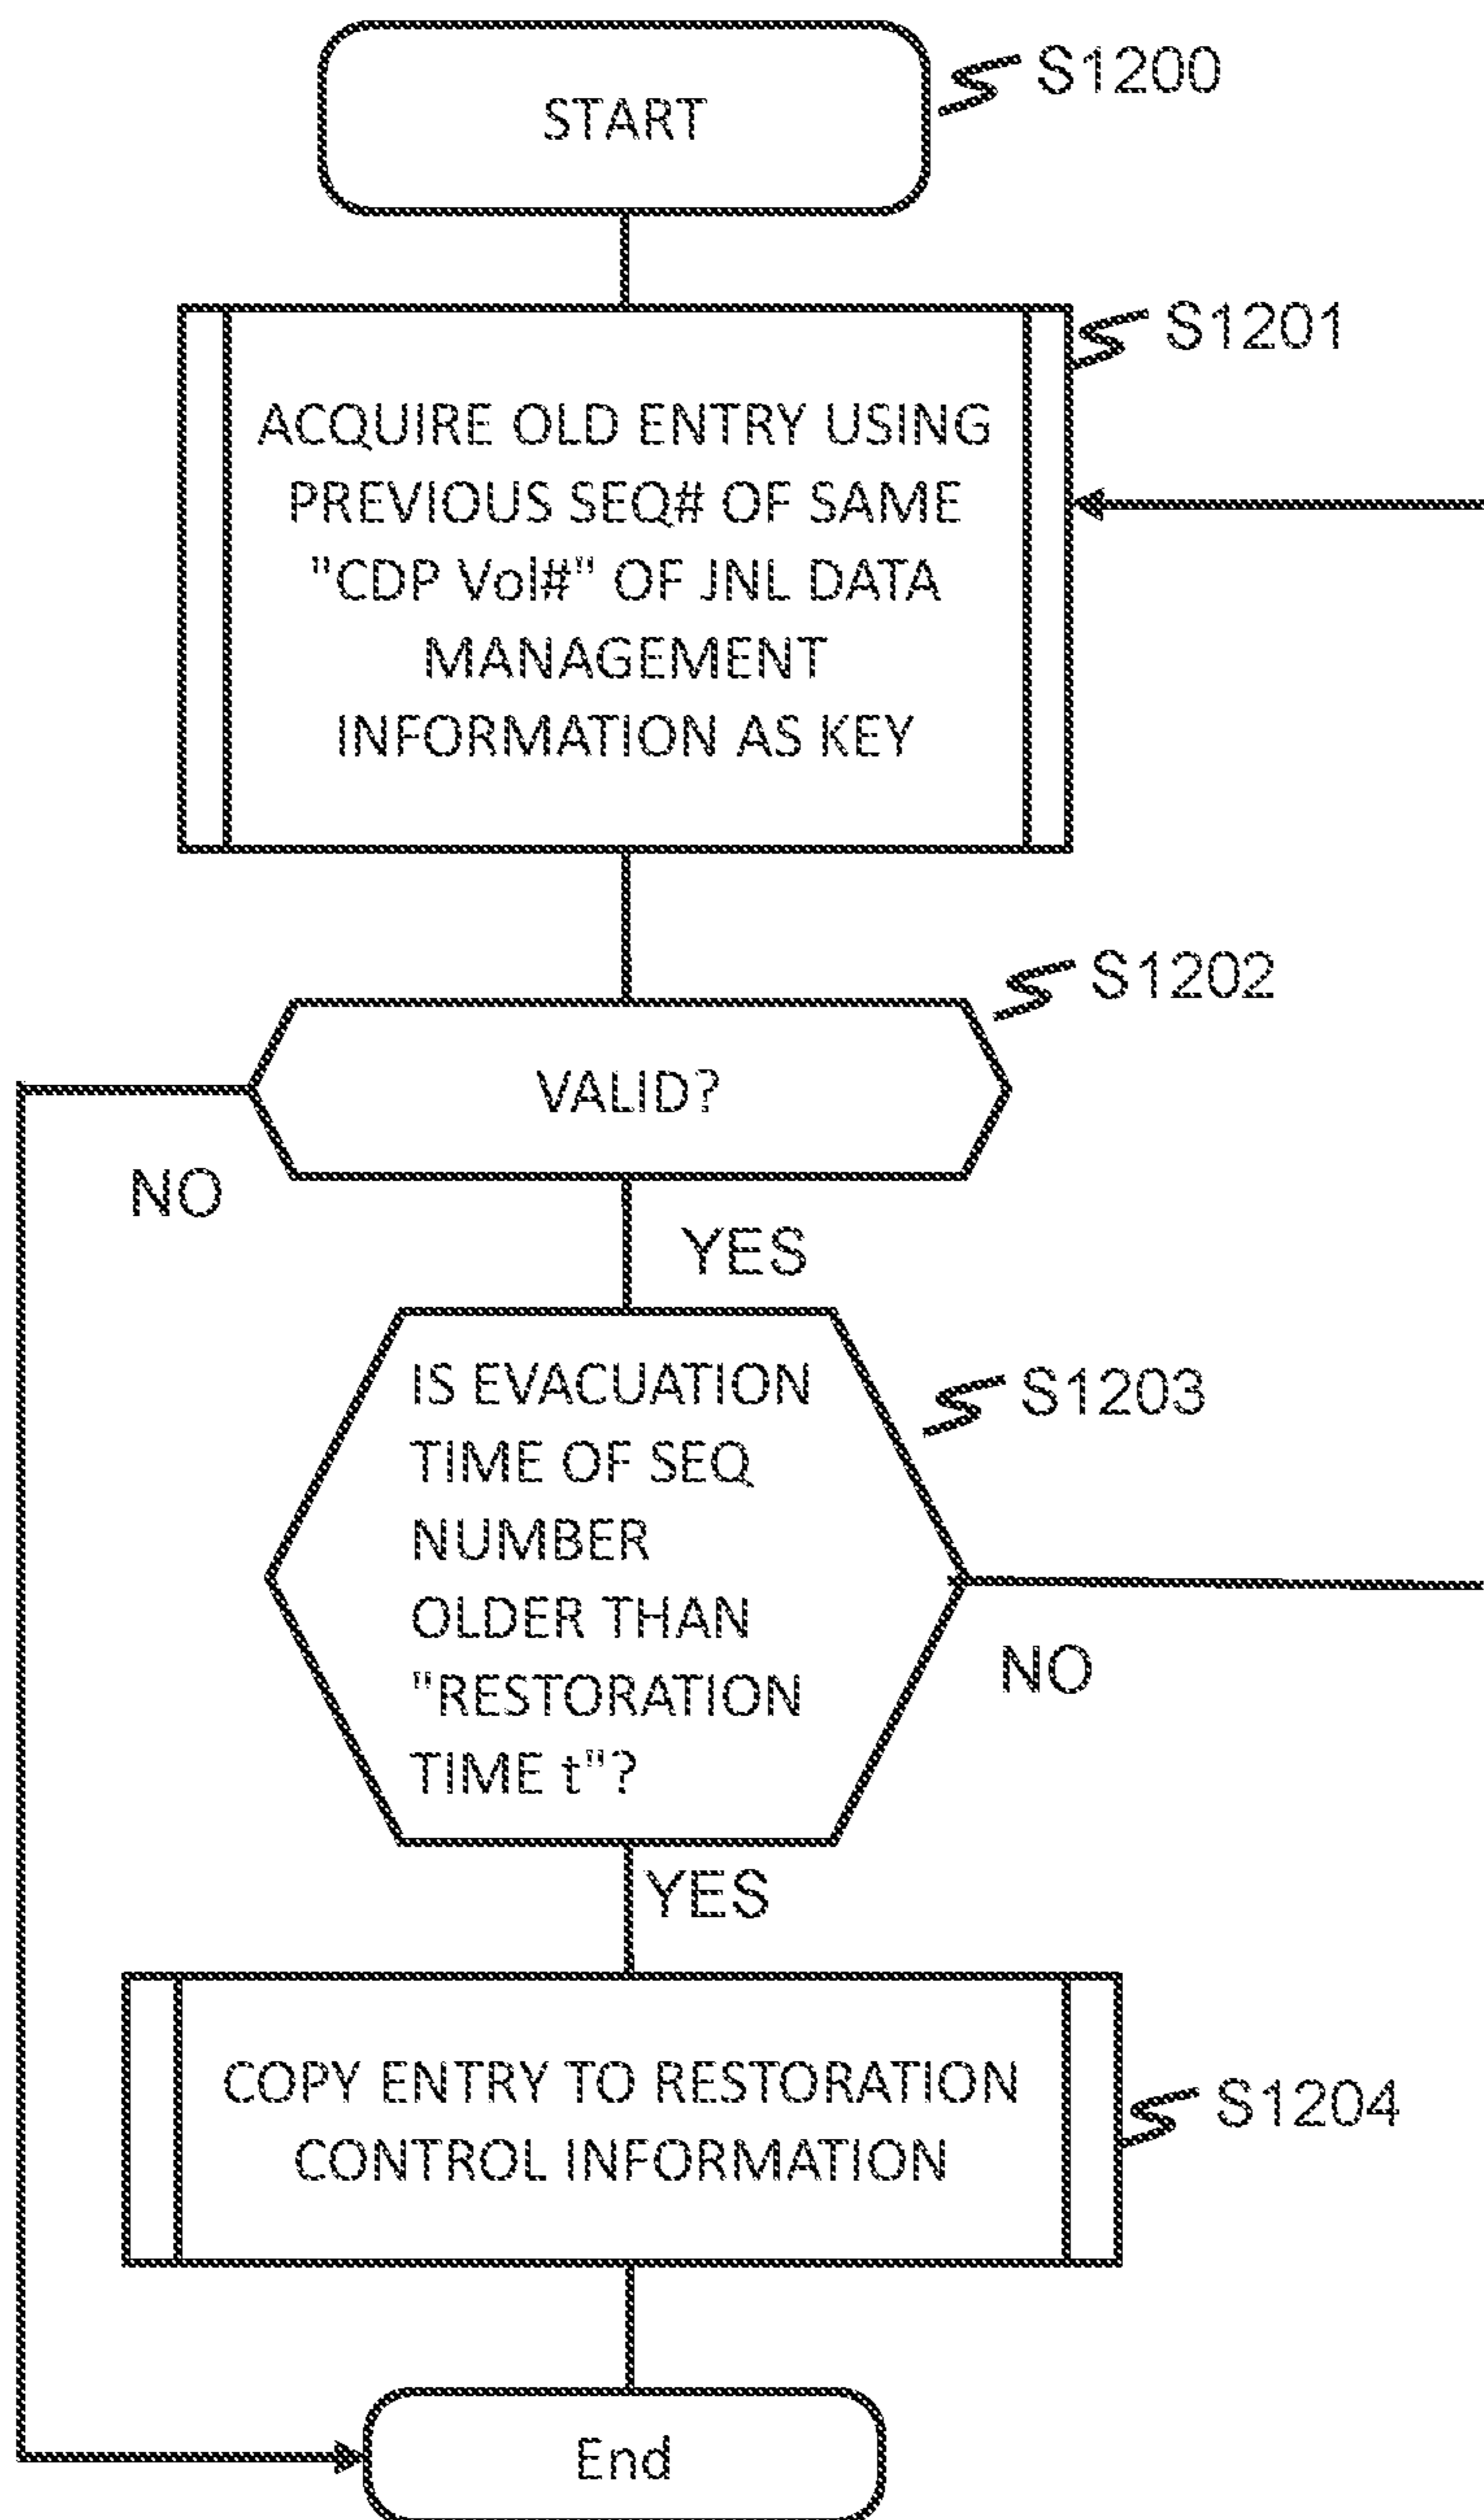 START
S1200
S1201
ACQUIRE OLD ENTRY USING
PREVIOUS SEQ# OF SAME
"CDP Vol#" OF JNL DATA
MANAGEMENT
INFORMATION AS KEY
S1202
VALID?
NO
YES
S1203
IS EVACUATION
TIME OF SEQ
NUMBER
OLDER THAN
"RESTORATION
TIME t"?
NO
YES
COPY ENTRY TO RESTORATION
CONTROL INFORMATION
S1204
End